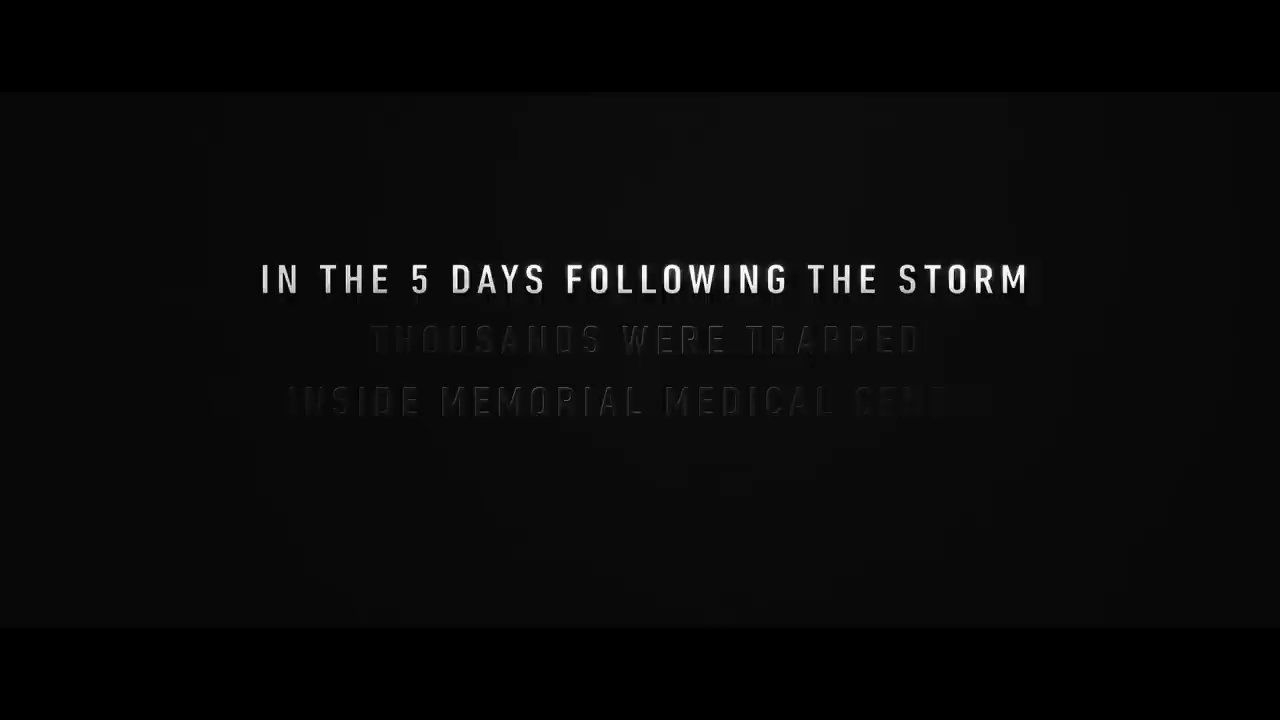 IN THE 5 DAYS FOLLOWING THE STORM
THOUSANDS WERE TRAPPED
INSIDE MEMORIAL MEDICAL